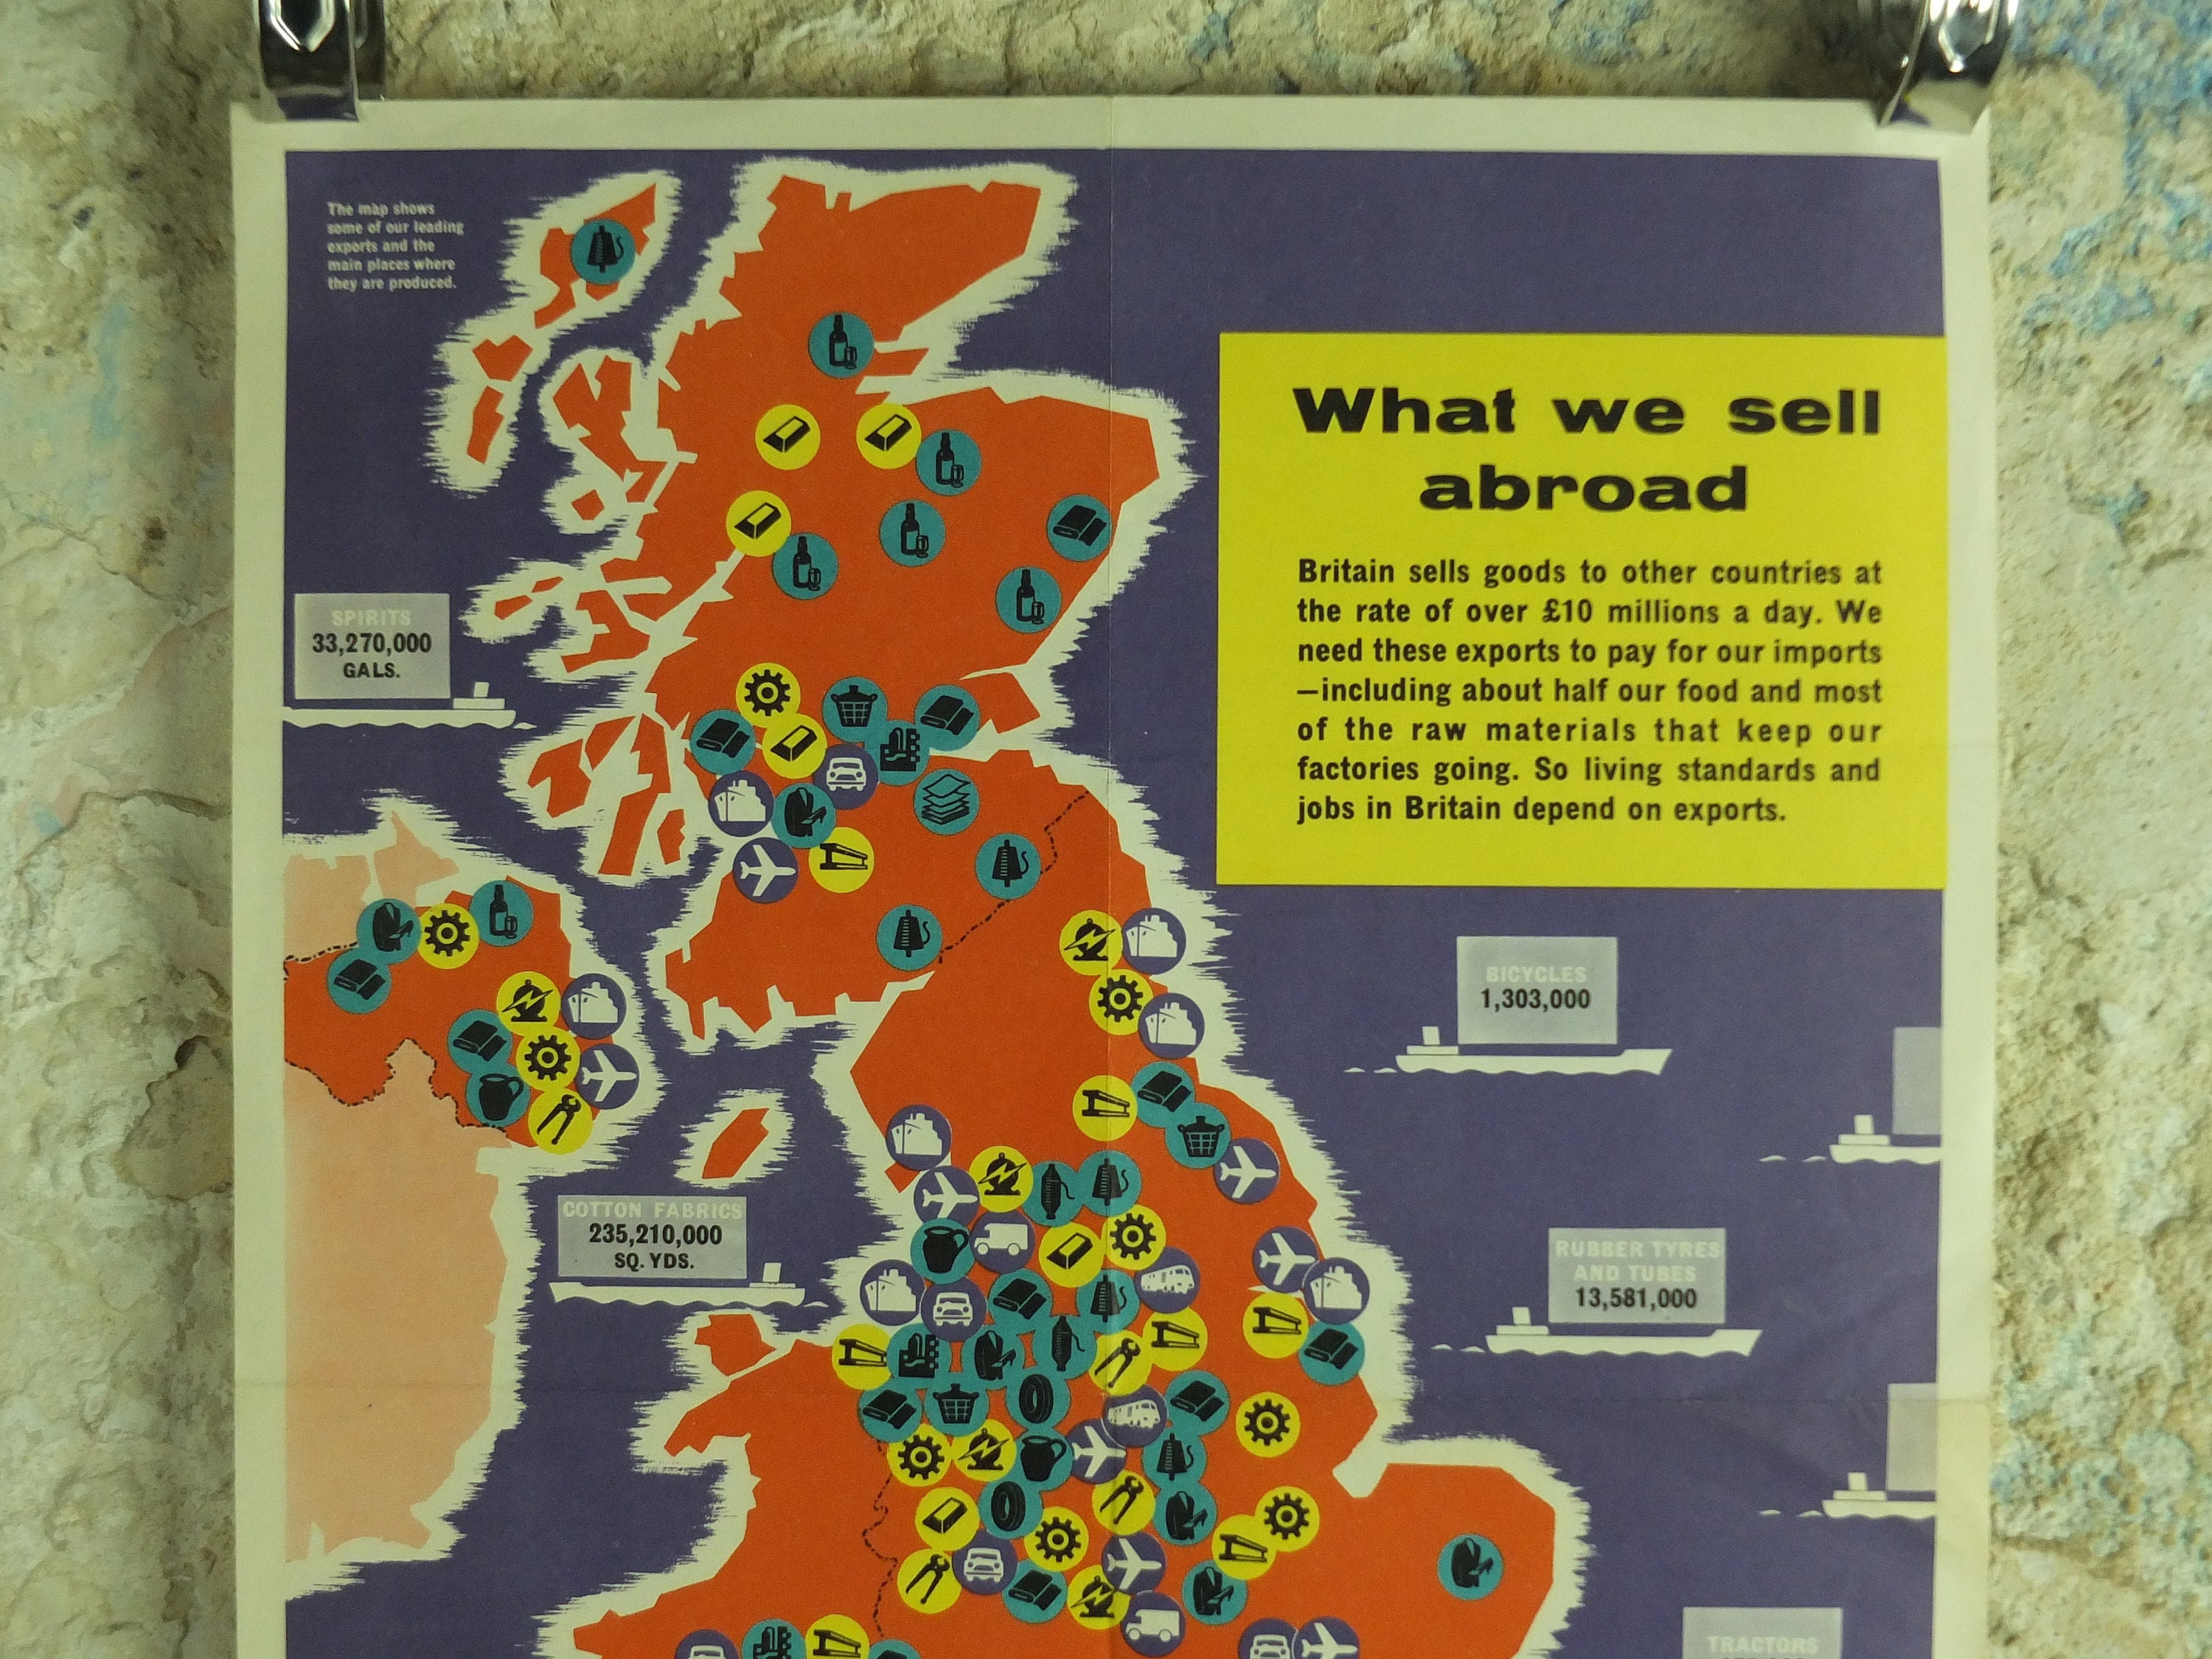 The map shows
some of our leading
exports and the
main places where
they are produced.
What we sell
abroad
Britain sells goods to other countries at
the rate of over £10 millions a day. We
need these exports to pay for our imports
—including about half our food and most
of the raw materials that keep our
factories going. So living standards and
jobs in Britain depend on exports.
SPIRITS
33,270,000
GALS.
BICYCLES
1,303,000
COTTON FABRICS
235,210,000
SQ. YDS.
RUBBER TYRES
AND TUBES
13,581,000
TRACTORS